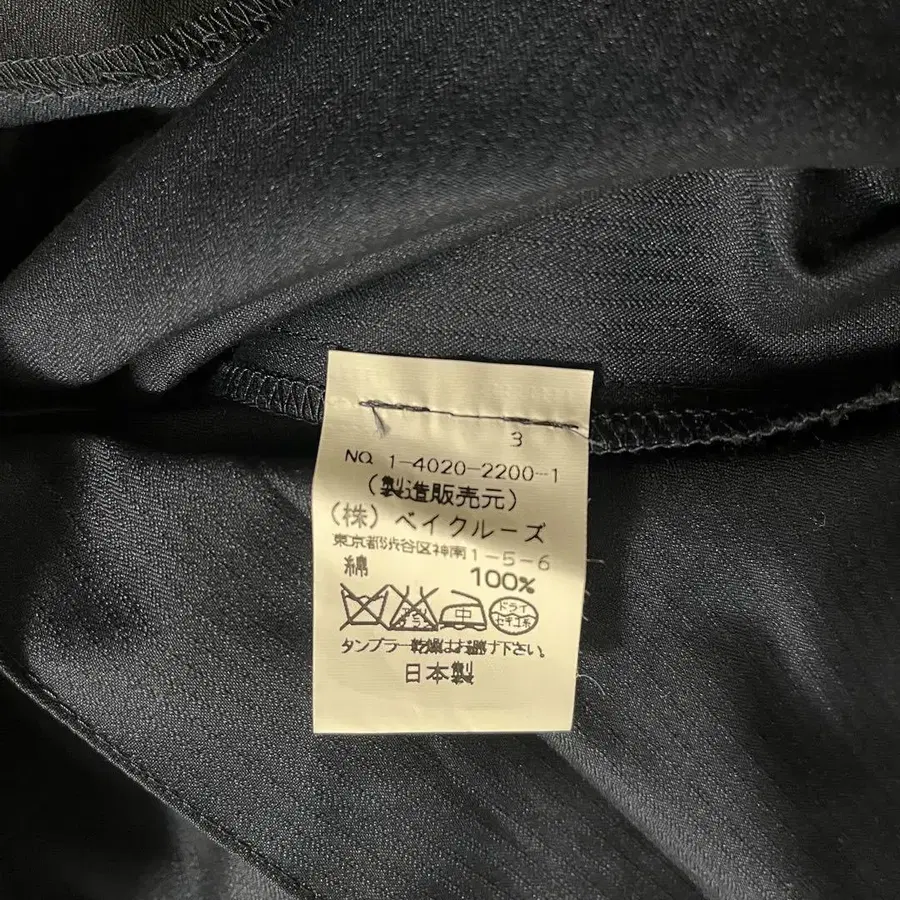 3
NO. 1-4020-2200-1
(製造販売元)
(株) ベイクルーズ
東京都渋谷区神南1-5-6
綿 100%
中 ドライ セキユ系
タンブラー乾燥はお避け下さい。
日本製